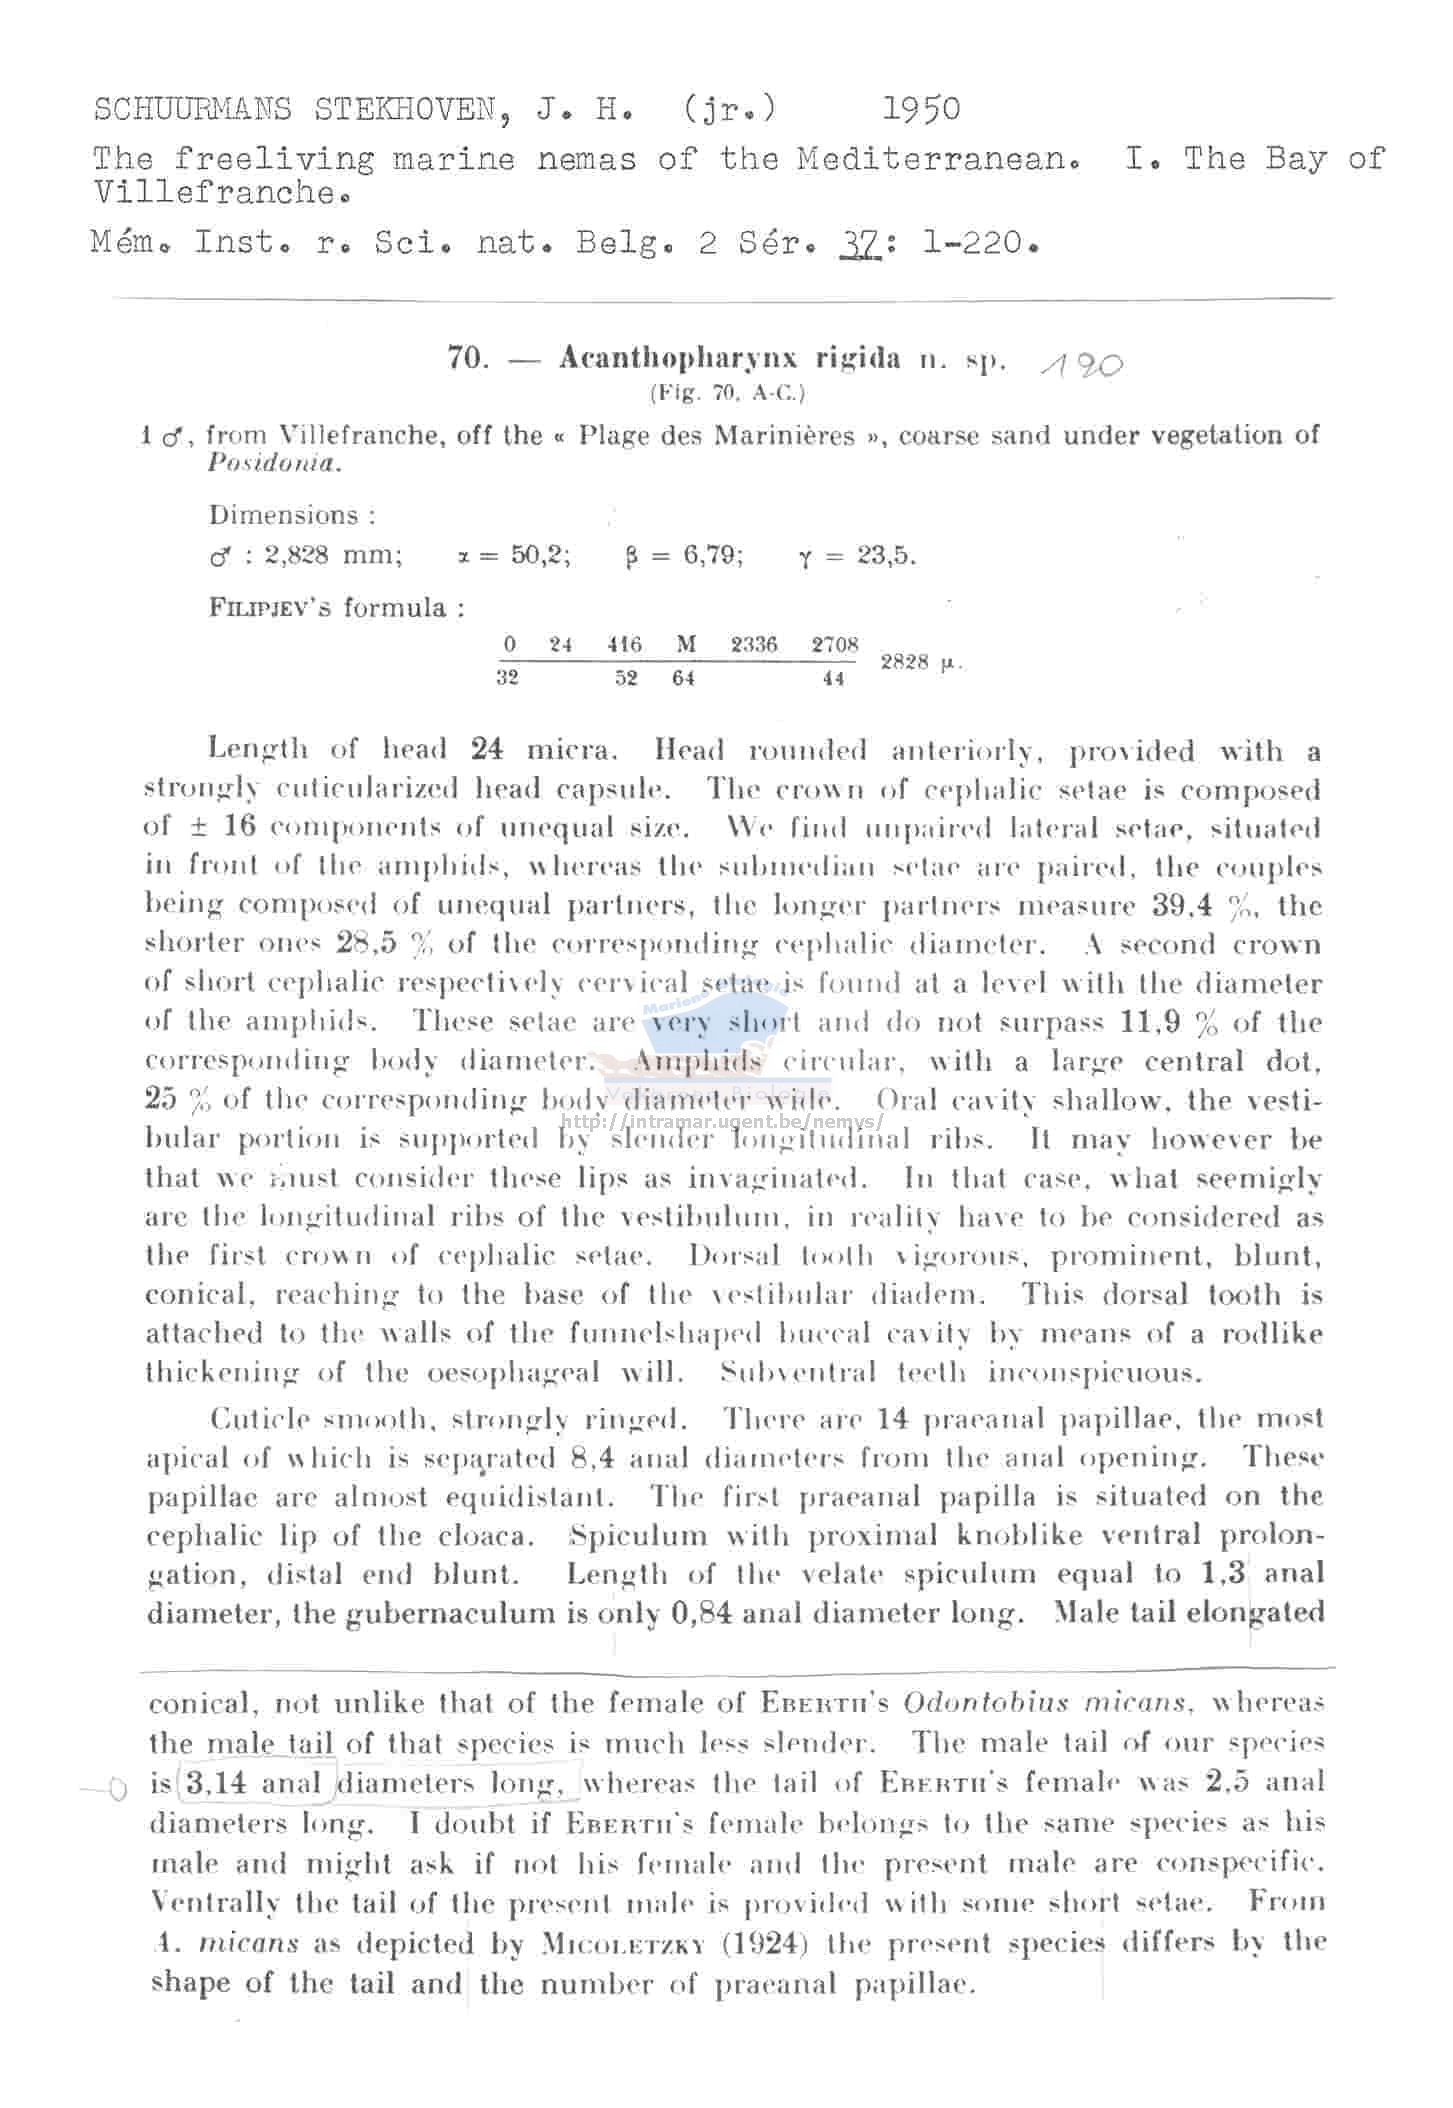 SCHUURMANS STEKHOVEN, J. H. (jr.) 1950
The freeliving marine nemas of the Mediterranean. I. The Bay of
Villefranche.
Mém. Inst. r. Sci. nat. Belg. 2 Sér. 37: 1-220.
70. — Acanthopharynx rigida n. sp. 190
(Fig. 70, A-C.)
1 ♂, from Villefranche, off the « Plage des Marinières », coarse sand under vegetation of
Posidonia.
Dimensions :
♂ : 2,828 mm; α = 50,2; β = 6,79; γ = 23,5.
FILIPJEV's formula :
0 24 416 M 2336 2708
2828 μ.
32 52 64 44
Length of head 24 micra. Head rounded anteriorly, provided with a
strongly cuticularized head capsule. The crown of cephalic setae is composed
of ± 16 components of unequal size. We find unpaired lateral setae, situated
in front of the amphids, whereas the submedian setae are paired, the couples
being composed of unequal partners, the longer partners measure 39,4 %, the
shorter ones 28,5 % of the corresponding cephalic diameter. A second crown
of short cephalic respectively cervical setae is found at a level with the diameter
of the amphids. These setae are very short and do not surpass 11,9 % of the
corresponding body diameter. Amphids circular, with a large central dot,
25 % of the corresponding body diameter wide. Oral cavity shallow, the vesti-
http://intramar.ugent.be/nemys/
bular portion is supported by slender longitudinal ribs. It may however be
that we must consider these lips as invaginated. In that case, what seemigly
are the longitudinal ribs of the vestibulum, in reality have to be considered as
the first crown of cephalic setae. Dorsal tooth vigorous, prominent, blunt,
conical, reaching to the base of the vestibular diadem. This dorsal tooth is
attached to the walls of the funnelshaped buccal cavity by means of a rodlike
thickening of the oesophageal will. Subventral teeth inconspicuous.
Cuticle smooth, strongly ringed. There are 14 praeanal papillae, the most
apical of which is separated 8,4 anal diameters from the anal opening. These
papillae are almost equidistant. The first praeanal papilla is situated on the
cephalic lip of the cloaca. Spiculum with proximal knoblike ventral prolon-
gation, distal end blunt. Length of the velate spiculum equal to 1,3 anal
diameter, the gubernaculum is only 0,84 anal diameter long. Male tail elongated
conical, not unlike that of the female of EBERTH's Odontobius micans, whereas
the male tail of that species is much less slender. The male tail of our species
is 3,14 anal diameters long, whereas the tail of EBERTH's female was 2,5 anal
diameters long. I doubt if EBERTH's female belongs to the same species as his
male and might ask if not his female and the present male are conspecific.
Ventrally the tail of the present male is provided with some short setae. From
A. micans as depicted by MICOLETZKY (1924) the present species differs by the
shape of the tail and the number of praeanal papillae.